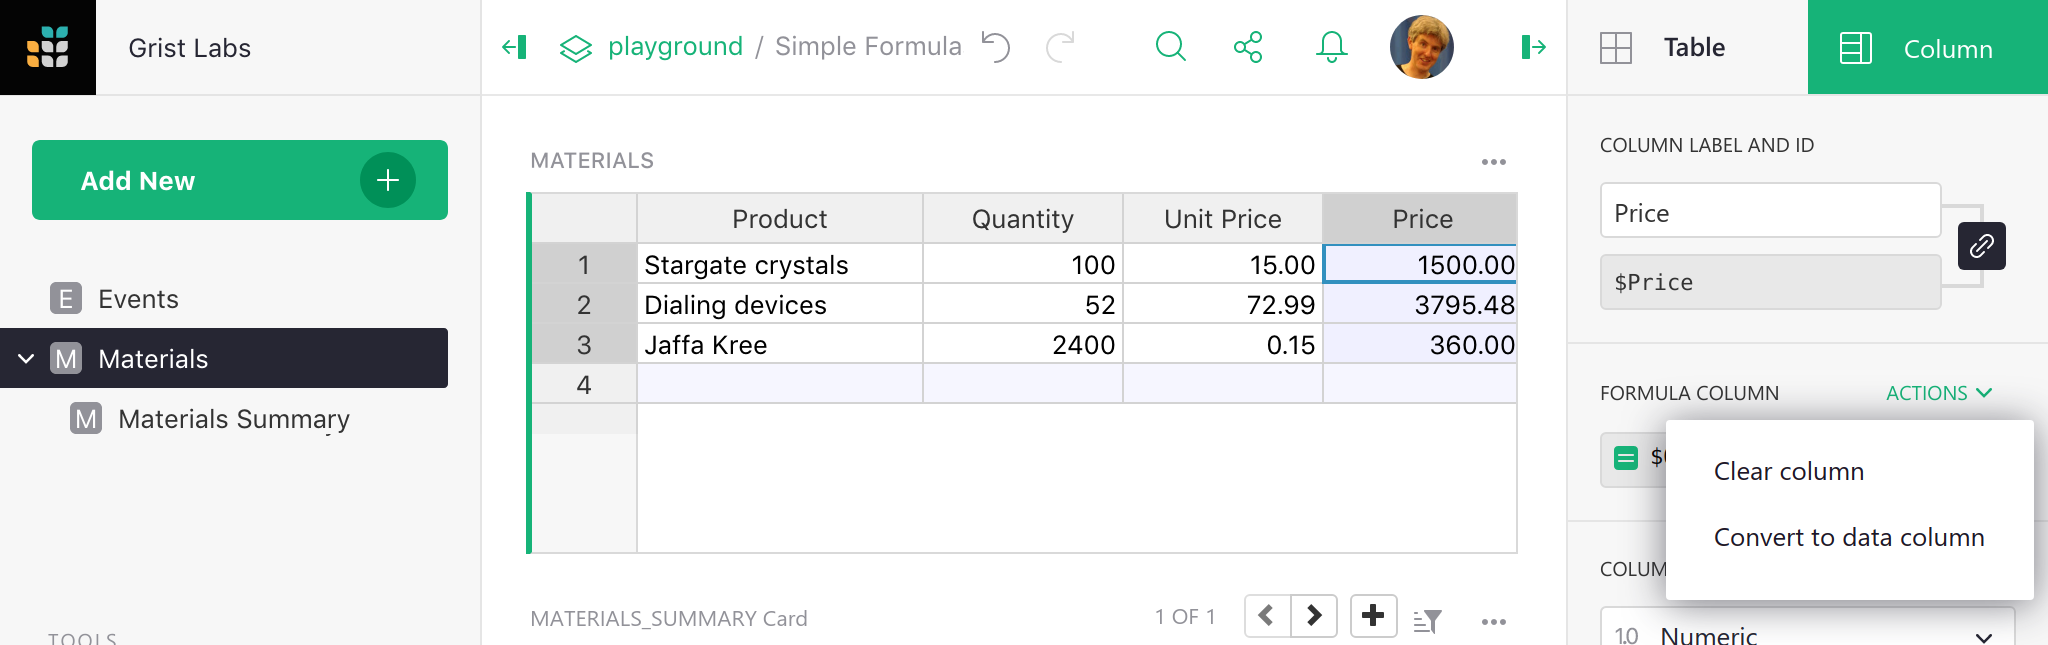 Grist Labs
playground / Simple Formula
Table
Column
Add New
E Events
M Materials
M Materials Summary
TOOLS
MATERIALS
Product Quantity Unit Price Price
1 Stargate crystals 100 15.00 1500.00
2 Dialing devices 52 72.99 3795.48
3 Jaffa Kree 2400 0.15 360.00
4
MATERIALS_SUMMARY Card
1 OF 1
COLUMN LABEL AND ID
Price
$Price
FORMULA COLUMN
ACTIONS
Clear column
Convert to data column
1.0 Numeric